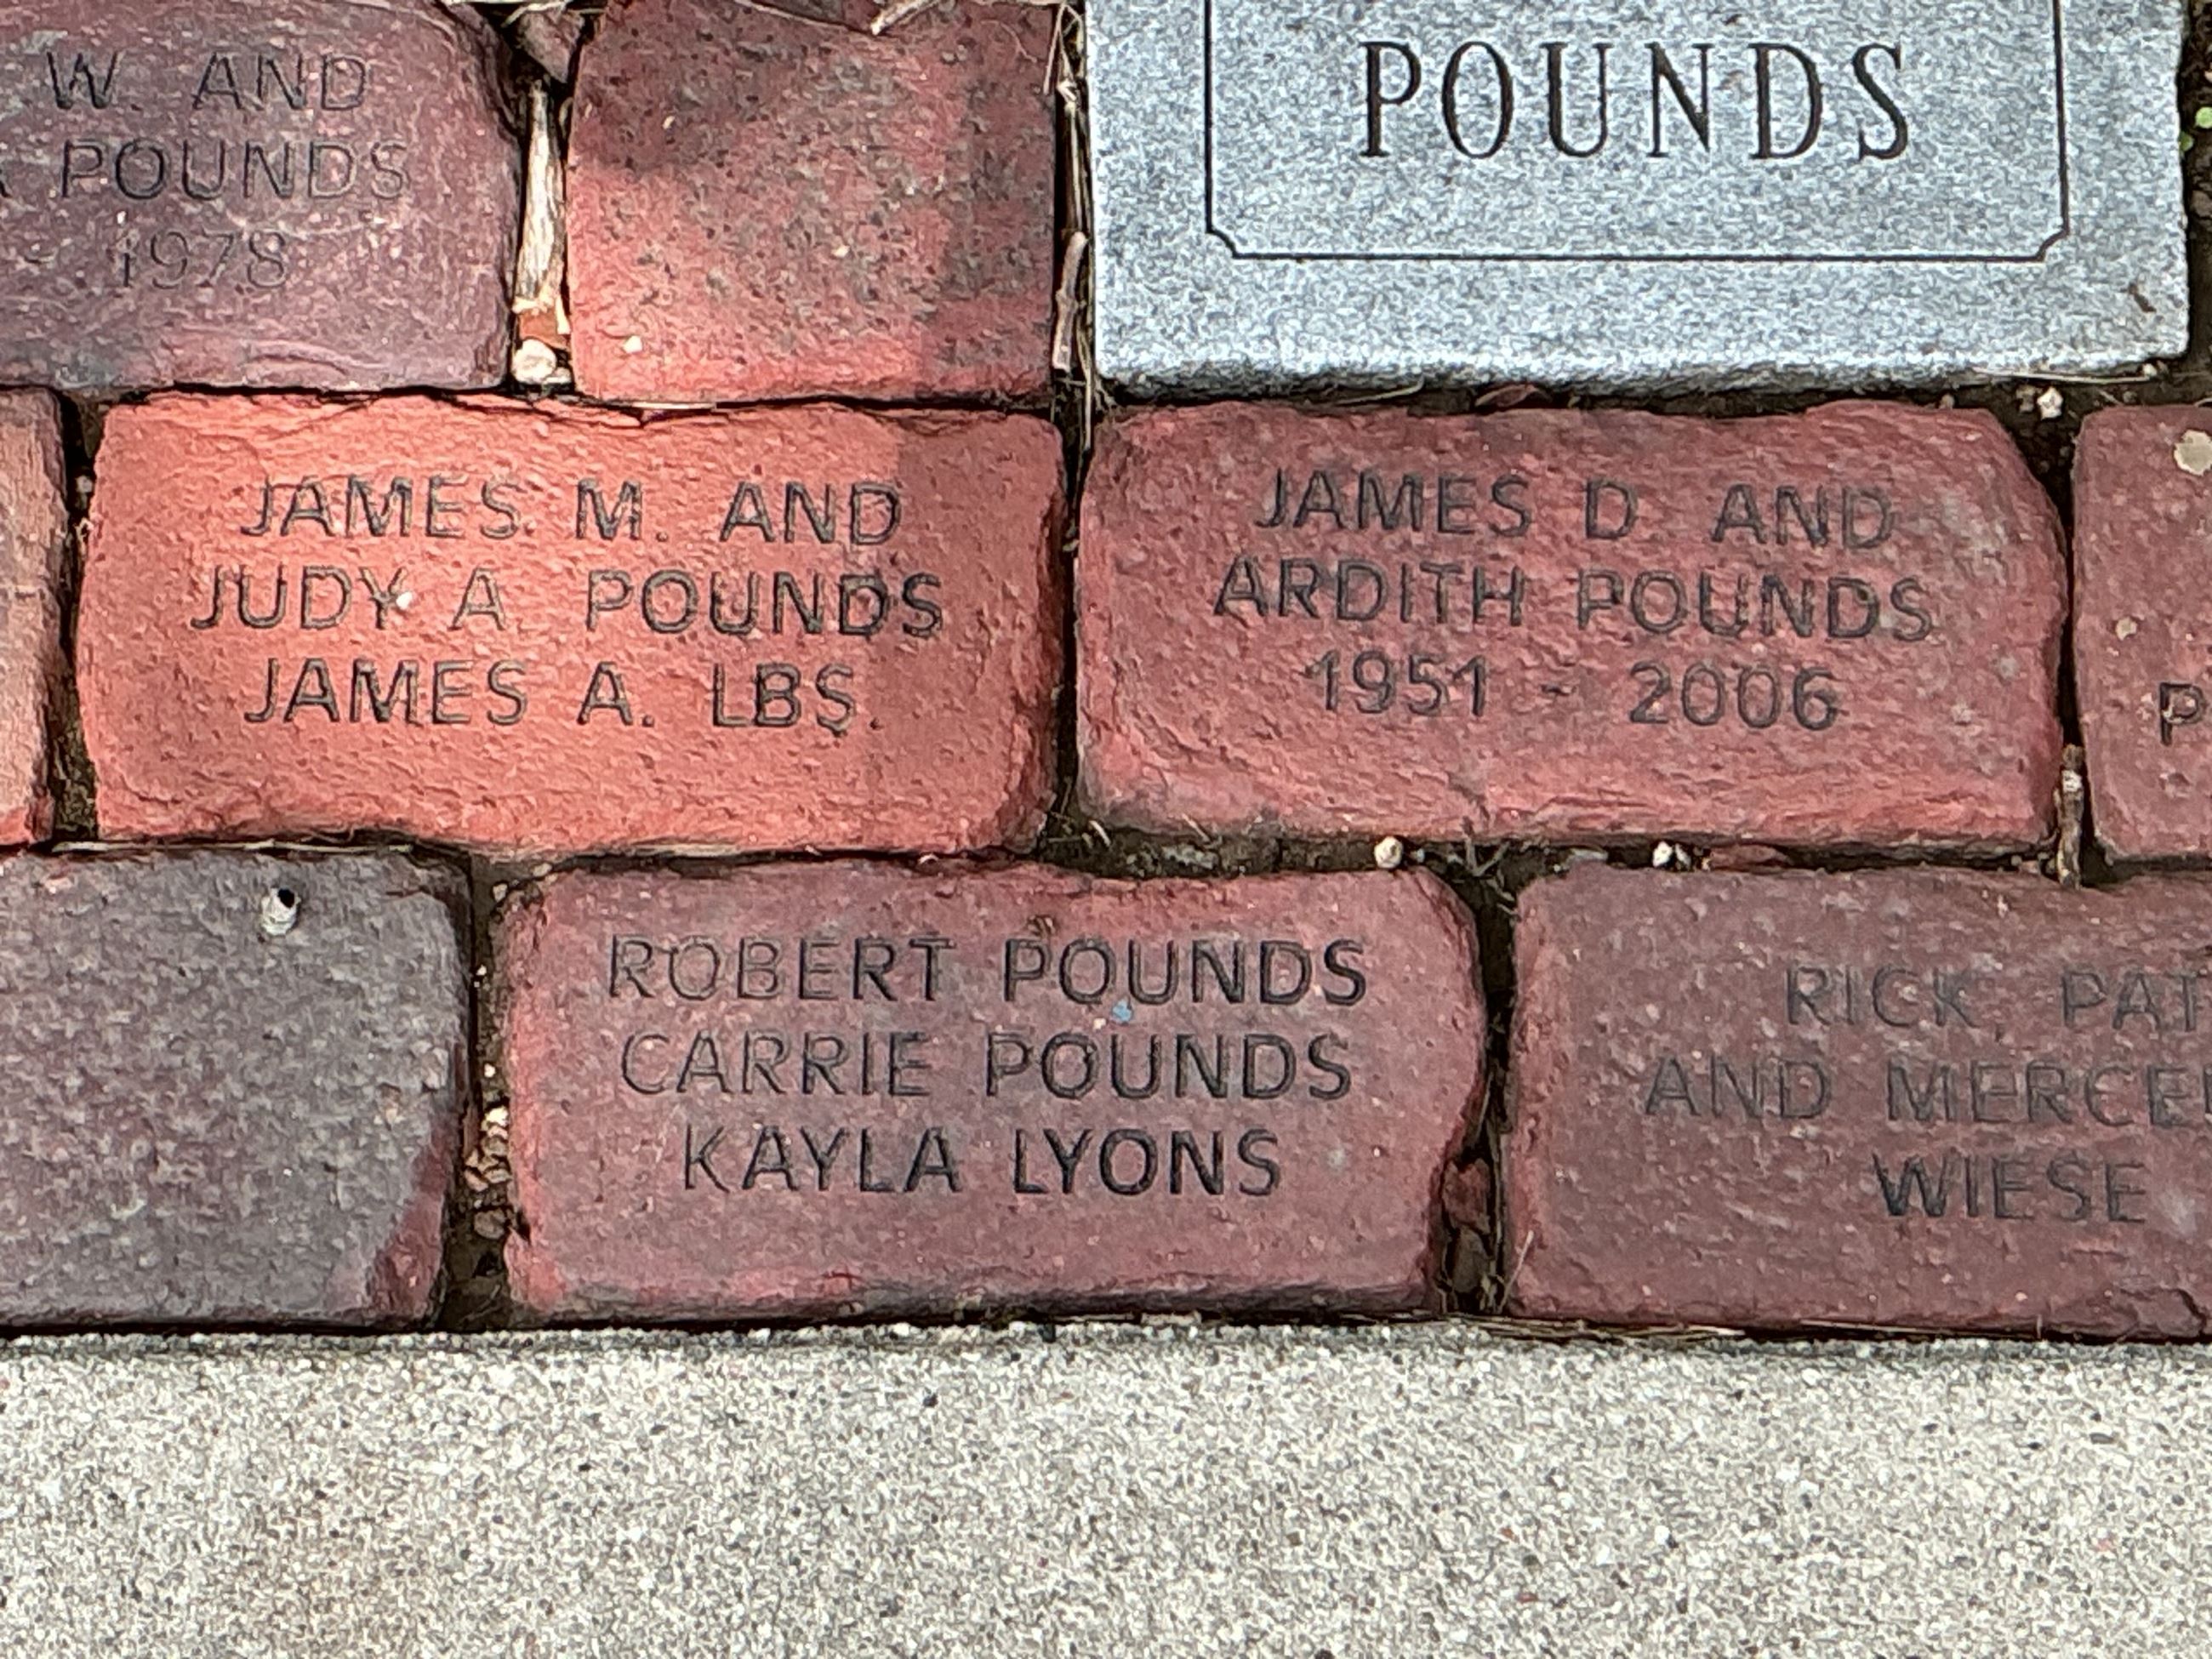 W. AND
POUNDS
1978
POUNDS
JAMES M. AND
JUDY A. POUNDS
JAMES A. LBS.
JAMES D. AND
ARDITH POUNDS
1951 - 2006
ROBERT POUNDS
CARRIE POUNDS
KAYLA LYONS
RICK, PAT
AND
WIESE